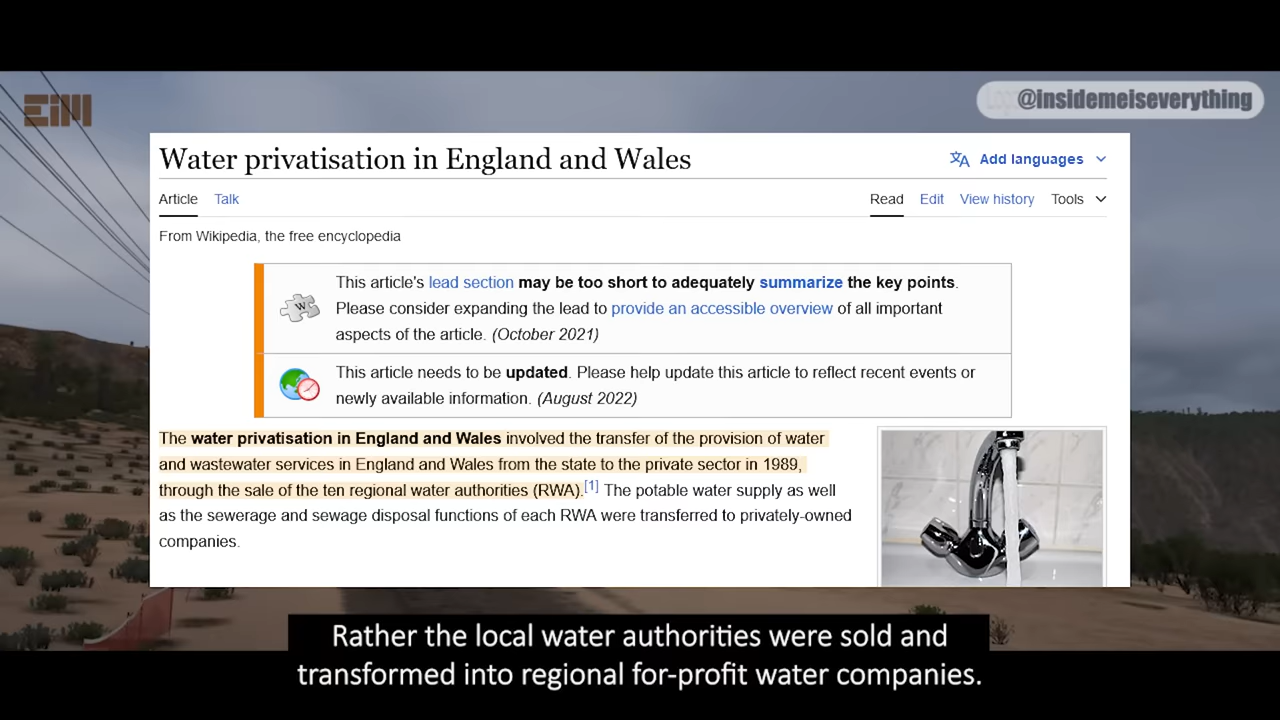 EiM
@insidemeiseverything
Water privatisation in England and Wales
Add languages
Article Talk
Read Edit View history Tools
From Wikipedia, the free encyclopedia
This article's lead section may be too short to adequately summarize the key points.
Please consider expanding the lead to provide an accessible overview of all important
aspects of the article. (October 2021)
W
This article needs to be updated. Please help update this article to reflect recent events or
newly available information. (August 2022)
The water privatisation in England and Wales involved the transfer of the provision of water
and wastewater services in England and Wales from the state to the private sector in 1989,
through the sale of the ten regional water authorities (RWA).[1] The potable water supply as well
as the sewerage and sewage disposal functions of each RWA were transferred to privately-owned
companies.
Rather the local water authorities were sold and
transformed into regional for-profit water companies.